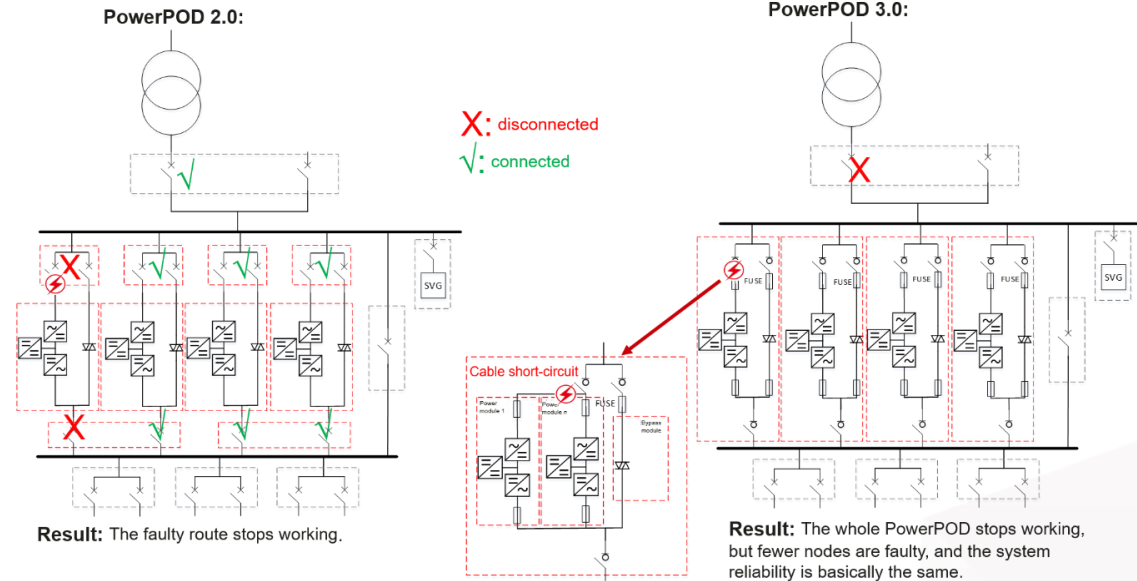 PowerPOD 2.0:
PowerPOD 3.0:
X: disconnected
√: connected
SVG
SVG
FUSE
FUSE
FUSE
FUSE
Cable short-circuit
Power
module 1
Power
module n
FUSE
Bypass
module
Result: The faulty route stops working.
Result: The whole PowerPOD stops working,
but fewer nodes are faulty, and the system
reliability is basically the same.